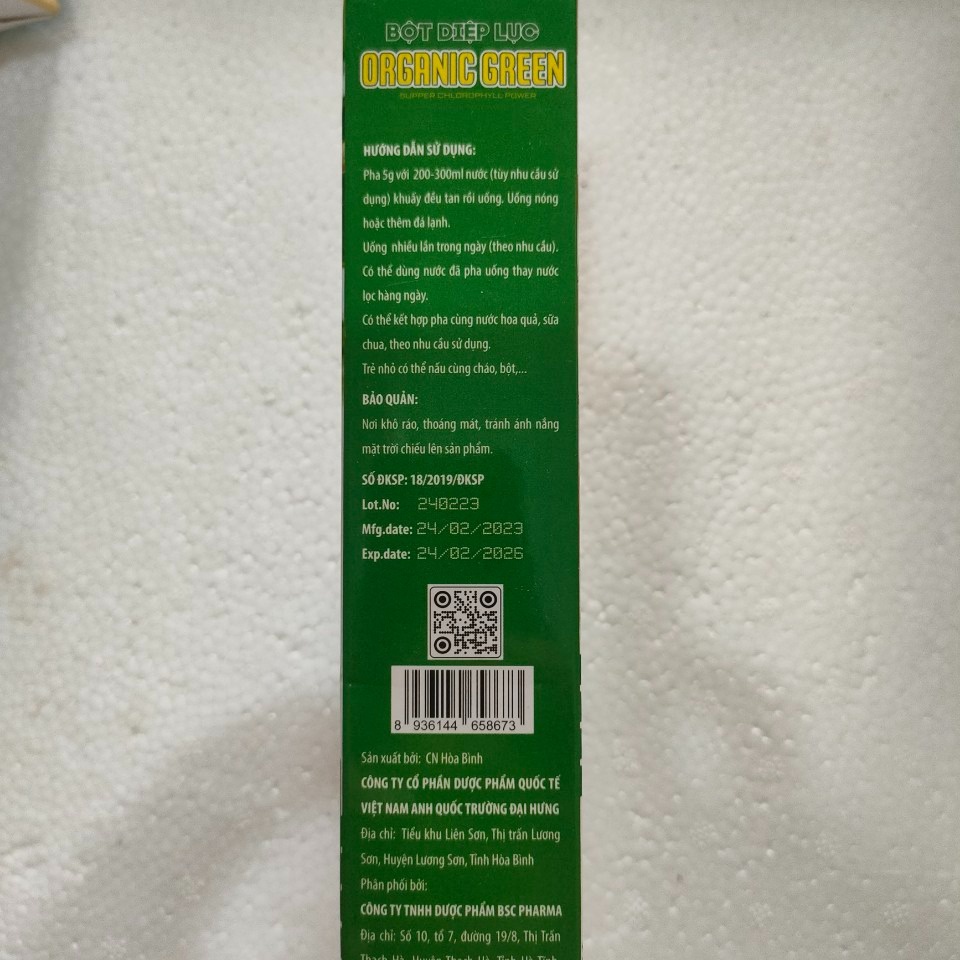 BỘT DIỆP LỤC
ORGANIC GREEN
SUPPER CHLOROPHYLL POWER
HƯỚNG DẪN SỬ DỤNG:
Pha 5g với 200-300ml nước (tùy nhu cầu sử
dụng) khuấy đều tan rồi uống. Uống nóng
hoặc thêm đá lạnh.
Uống nhiều lần trong ngày (theo nhu cầu).
Có thể dùng nước đã pha uống thay nước
lọc hàng ngày.
Có thể kết hợp pha cùng nước hoa quả, sữa
chua, theo nhu cầu sử dụng.
Trẻ nhỏ có thể nấu cùng cháo, bột,...
BẢO QUẢN:
Nơi khô ráo, thoáng mát, tránh ánh nắng
mặt trời chiếu lên sản phẩm.
SỐ ĐKSP: 18/2019/ĐKSP
Lot.No: 240223
Mfg.date: 24/02/2023
Exp.date: 24/02/2026
8 936144 658673
Sản xuất bởi: CN Hòa Bình
CÔNG TY CỔ PHẦN DƯỢC PHẨM QUỐC TẾ
VIỆT NAM ANH QUỐC TRƯỜNG ĐẠI HƯNG
Địa chỉ: Tiểu khu Liên Sơn, Thị trấn Lương
Sơn, Huyện Lương Sơn, Tỉnh Hòa Bình
Phân phối bởi:
CÔNG TY TNHH DƯỢC PHẨM BSC PHARMA
Địa chỉ: Số 10, tổ 7, đường 19/8, Thị Trấn
Thạch Hà, Huyện Thạch Hà, Tỉnh Hà Tĩnh